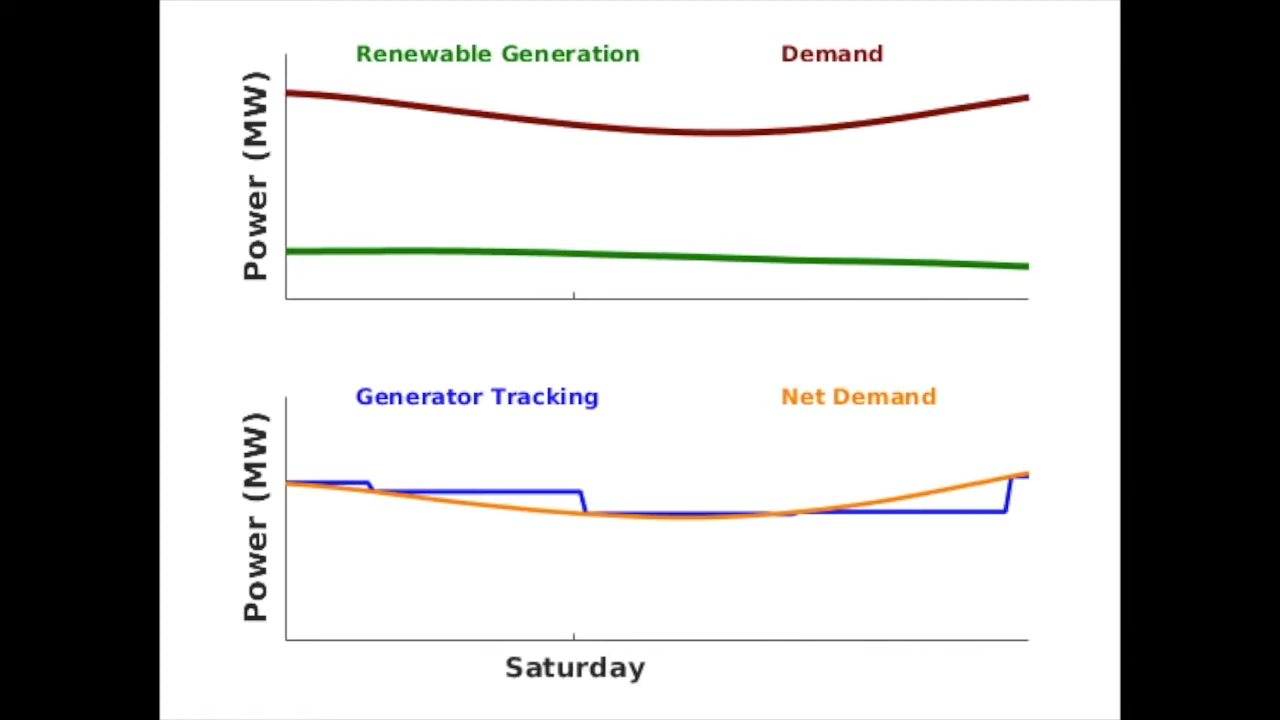 Renewable Generation
Demand
Power (MW)
Generator Tracking
Net Demand
Power (MW)
Saturday